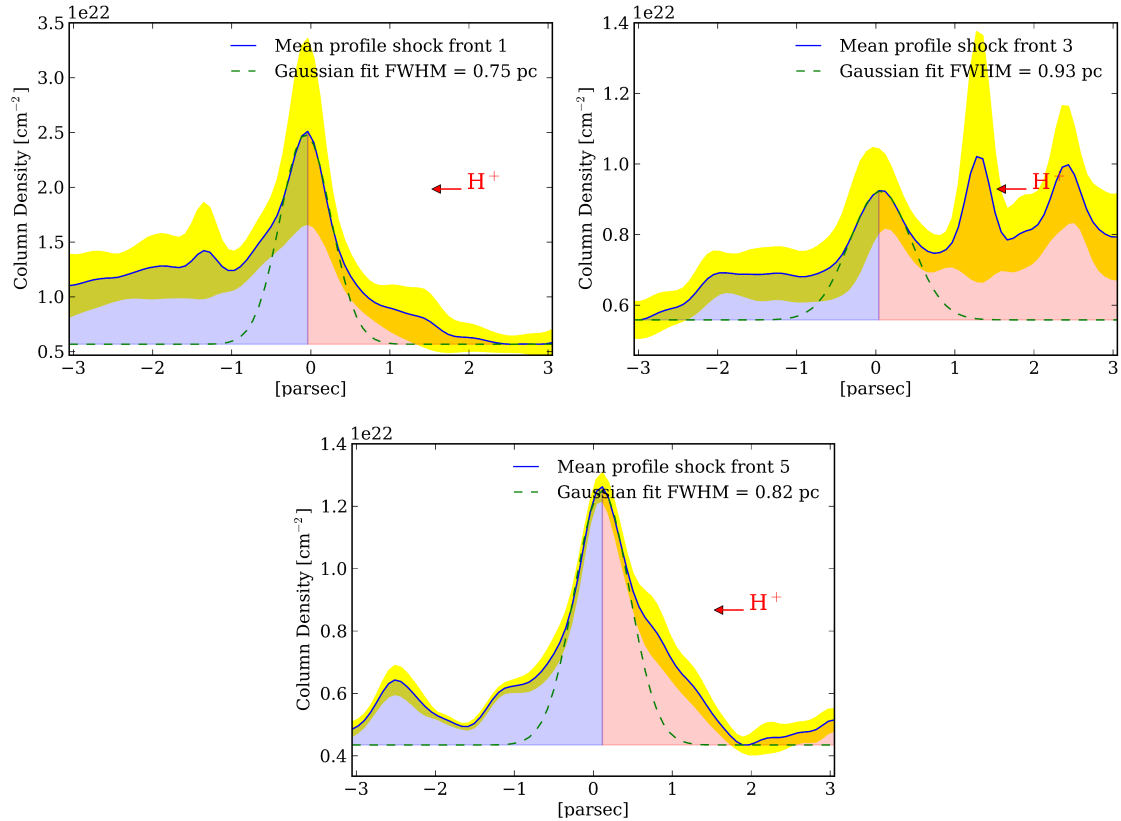 1e22
Mean profile shock front 1
Gaussian fit FWHM = 0.75 pc
H⁺
Column Density [cm⁻²]
3.5
3.0
2.5
2.0
1.5
1.0
0.5
−3 −2 −1 0 1 2 3
[parsec]
1e22
Mean profile shock front 3
Gaussian fit FWHM = 0.93 pc
H⁺
Column Density [cm⁻²]
1.4
1.2
1.0
0.8
0.6
−3 −2 −1 0 1 2 3
[parsec]
1e22
Mean profile shock front 5
Gaussian fit FWHM = 0.82 pc
H⁺
Column Density [cm⁻²]
1.4
1.2
1.0
0.8
0.6
0.4
−3 −2 −1 0 1 2 3
[parsec]